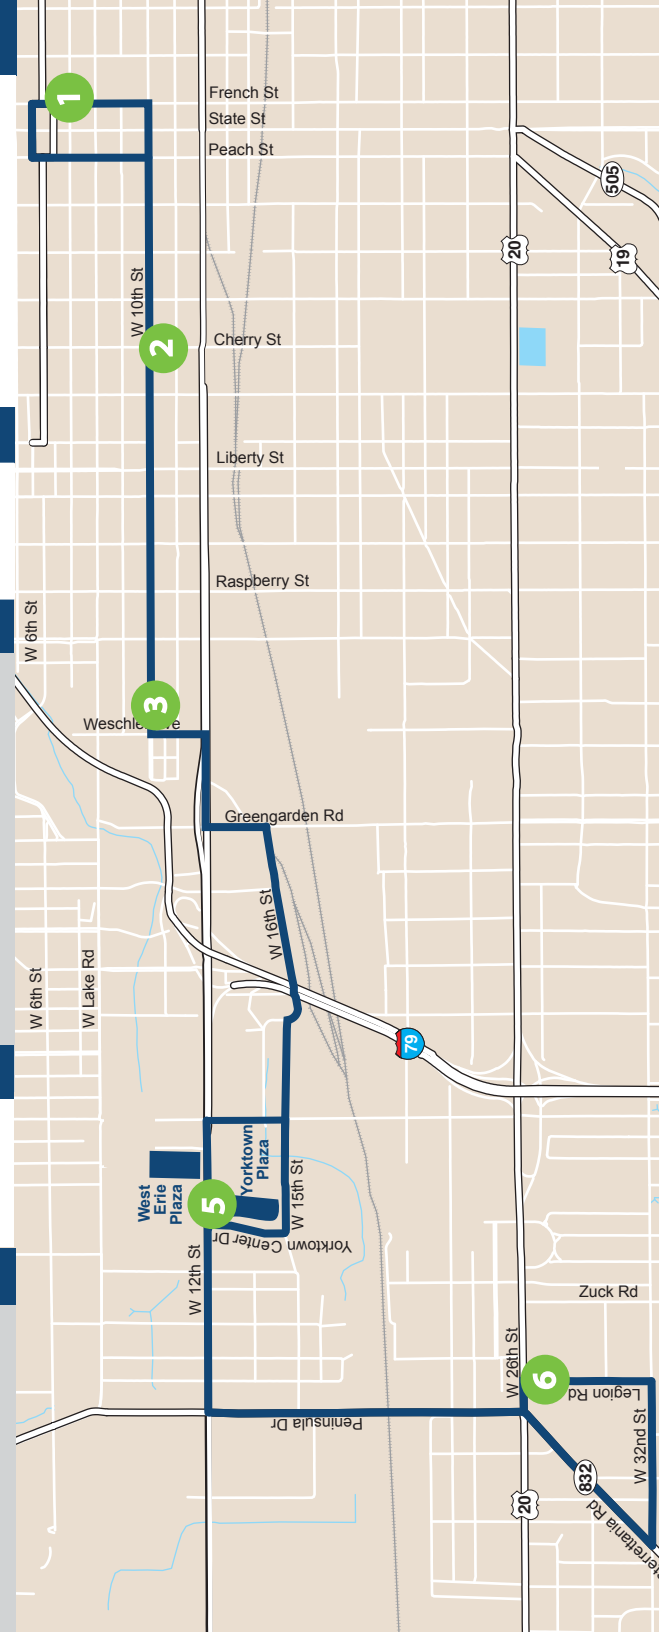 1
French St
State St
Peach St
505
20
19
W 10th St
2
Cherry St
Liberty St
Raspberry St
W 6th St
3
Greengarden Rd
W 16th St
W 6th St
W Lake Rd
79
West
Erie
Plaza
Yorktown
Plaza
5
W 15th St
Yorktown Center Dr
W 12th St
Zuck Rd
W 26th St
6
Legion Rd
Peninsula Dr
W 32nd St
832
20